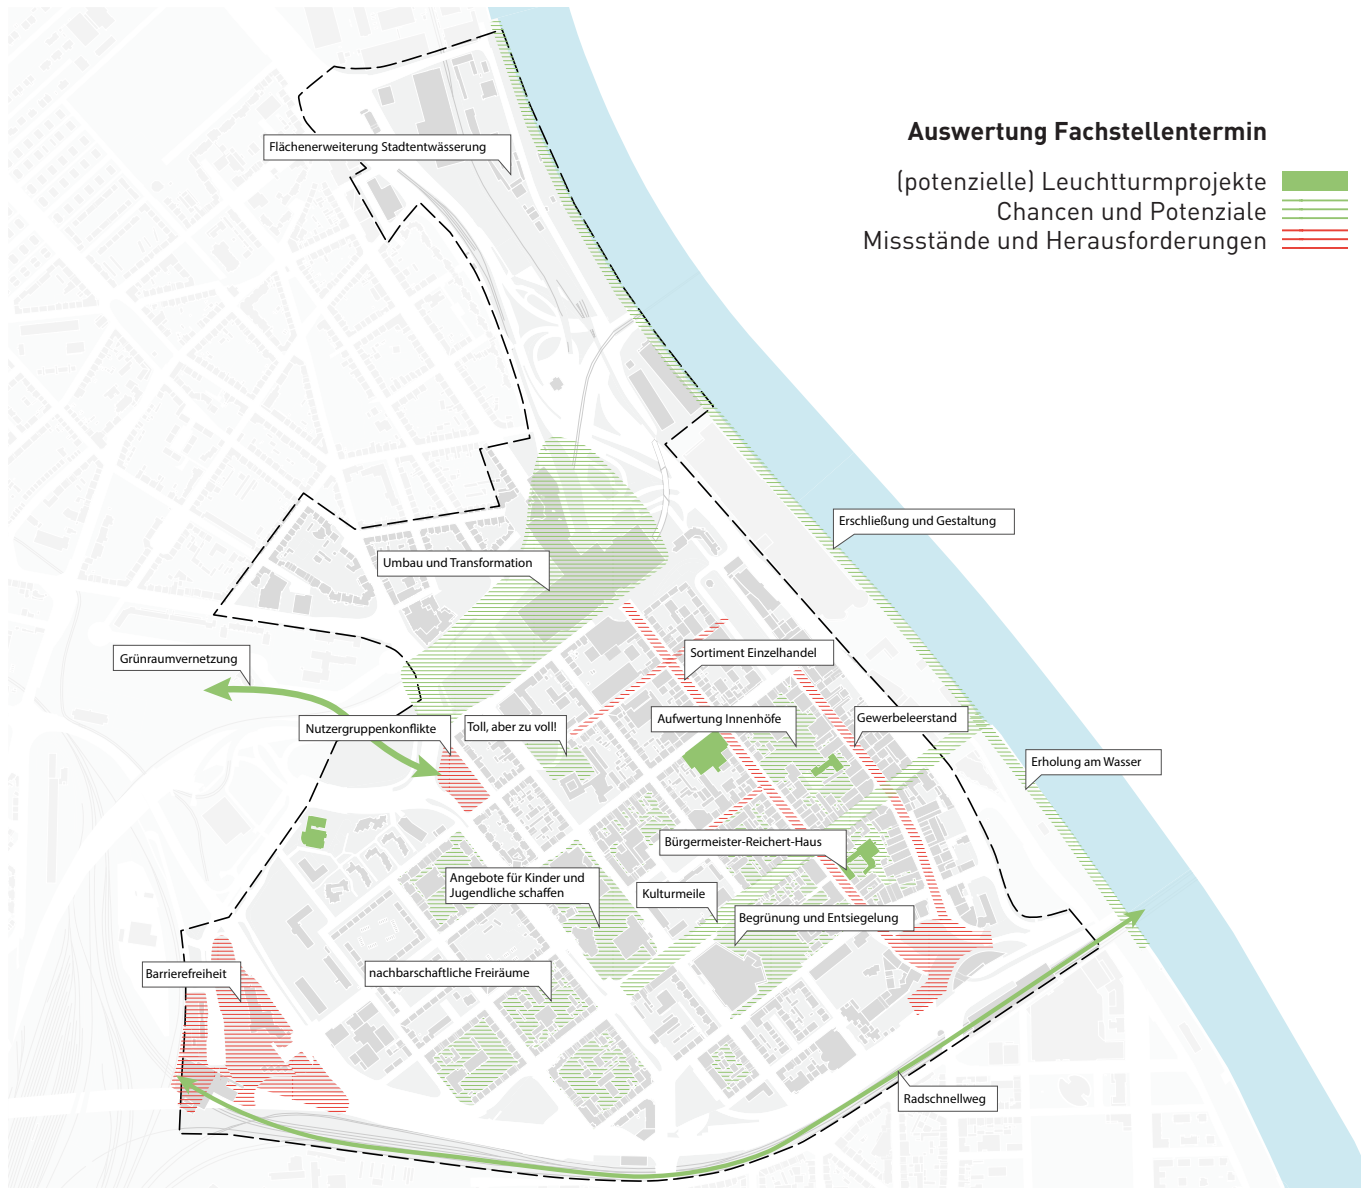 Auswertung Fachstellentermin
(potenzielle) Leuchtturmprojekte
Chancen und Potenziale
Missstände und Herausforderungen
Flächenerweiterung Stadtentwässerung
Erschließung und Gestaltung
Umbau und Transformation
Grünraumvernetzung
Sortiment Einzelhandel
Nutzergruppenkonflikte
Toll, aber zu voll!
Aufwertung Innenhöfe
Gewerbeleerstand
Erholung am Wasser
Bürgermeister-Reichert-Haus
Angebote für Kinder und
Jugendliche schaffen
Kulturmeile
Begrünung und Entsiegelung
Barrierefreiheit
nachbarschaftliche Freiräume
Radschnellweg